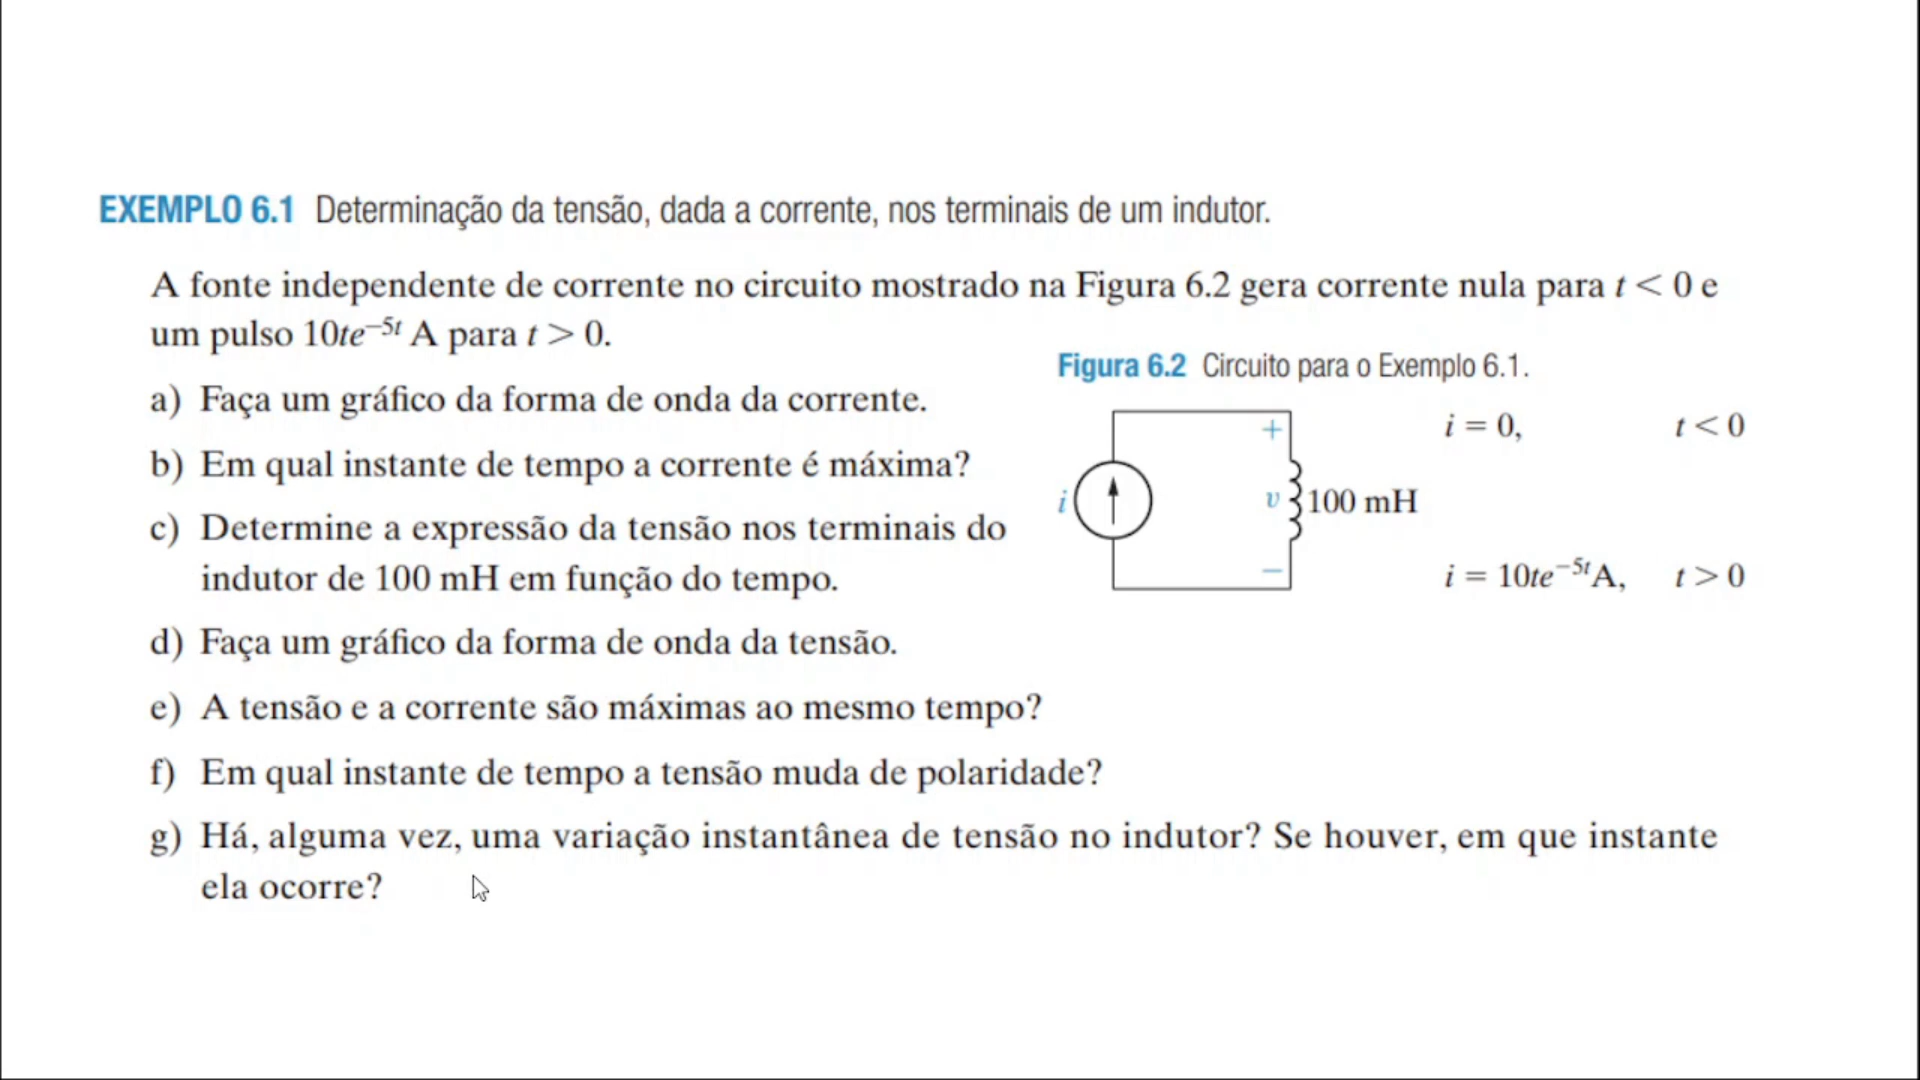 EXEMPLO 6.1 Determinação da tensão, dada a corrente, nos terminais de um indutor.
A fonte independente de corrente no circuito mostrado na Figura 6.2 gera corrente nula para t < 0 e
um pulso 10te⁻⁵ᵗ A para t > 0.
a) Faça um gráfico da forma de onda da corrente.
b) Em qual instante de tempo a corrente é máxima?
c) Determine a expressão da tensão nos terminais do
indutor de 100 mH em função do tempo.
d) Faça um gráfico da forma de onda da tensão.
e) A tensão e a corrente são máximas ao mesmo tempo?
f) Em qual instante de tempo a tensão muda de polaridade?
g) Há, alguma vez, uma variação instantânea de tensão no indutor? Se houver, em que instante
ela ocorre?
Figura 6.2 Circuito para o Exemplo 6.1.
i = 0, t < 0
+
i
v
100 mH
−
i = 10te⁻⁵ᵗA, t > 0